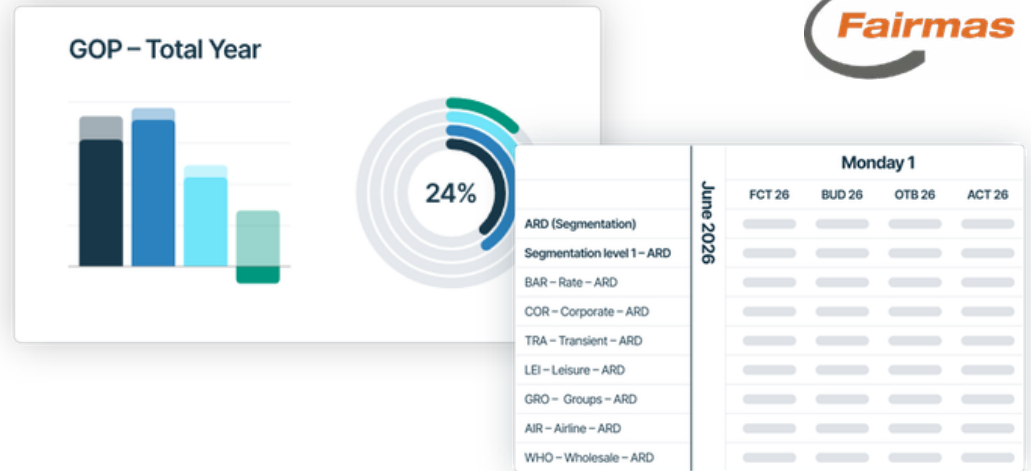 Fairmas
GOP – Total Year
24%
June 2026
Monday 1
FCT 26 BUD 26 OTB 26 ACT 26
ARD (Segmentation)
Segmentation level 1 – ARD
BAR – Rate – ARD
COR – Corporate – ARD
TRA – Transient – ARD
LEI – Leisure – ARD
GRO – Groups – ARD
AIR – Airline – ARD
WHO – Wholesale – ARD